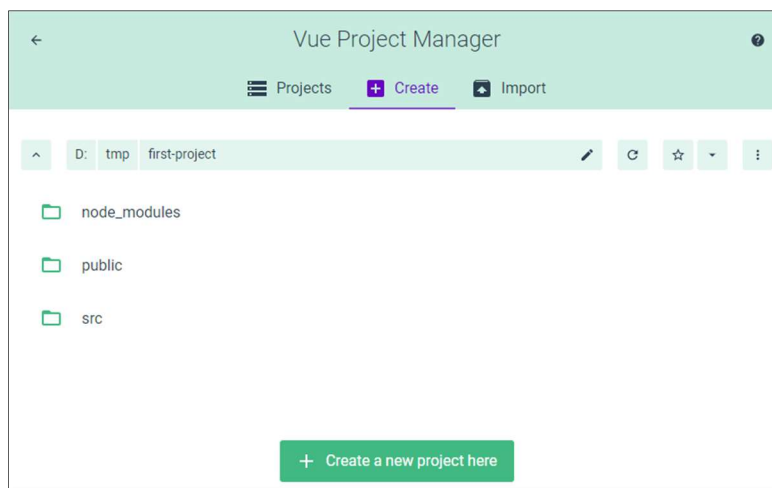 Vue Project Manager
Projects Create Import
D: tmp first-project
node_modules
public
src
Create a new project here